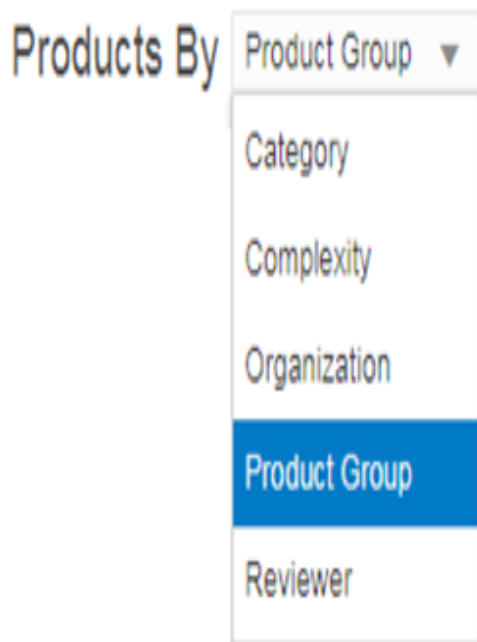 Products By Product Group
Category
Complexity
Organization
Product Group
Reviewer